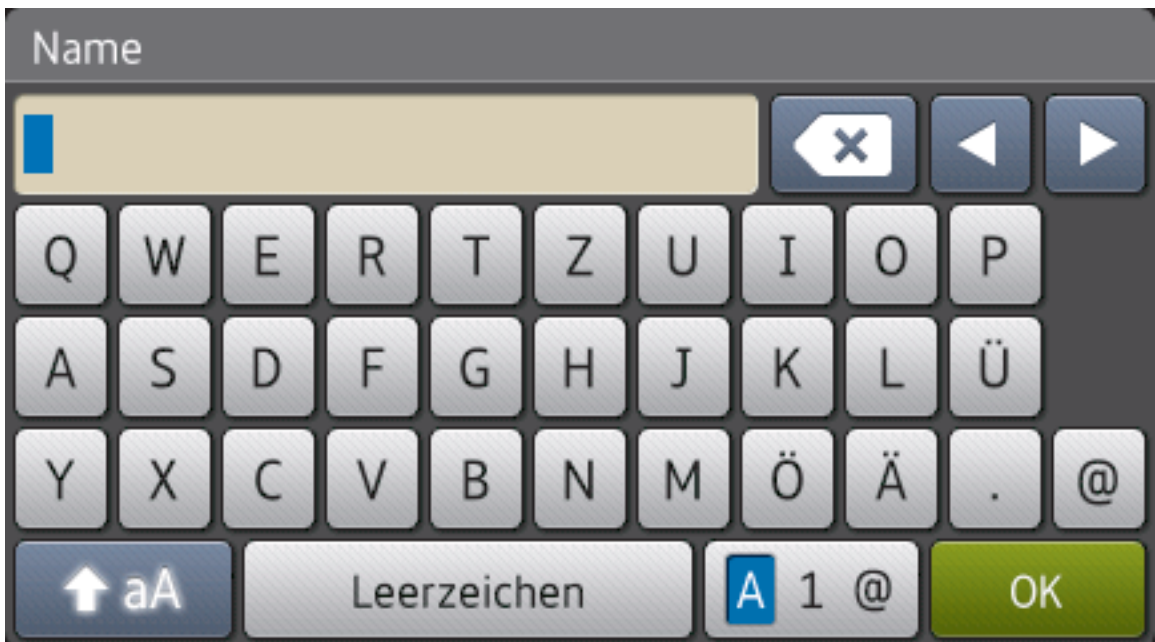 Name
Q W E R T Z U I O P
A S D F G H J K L Ü
Y X C V B N M Ö Ä . @
aA Leerzeichen A 1 @ OK